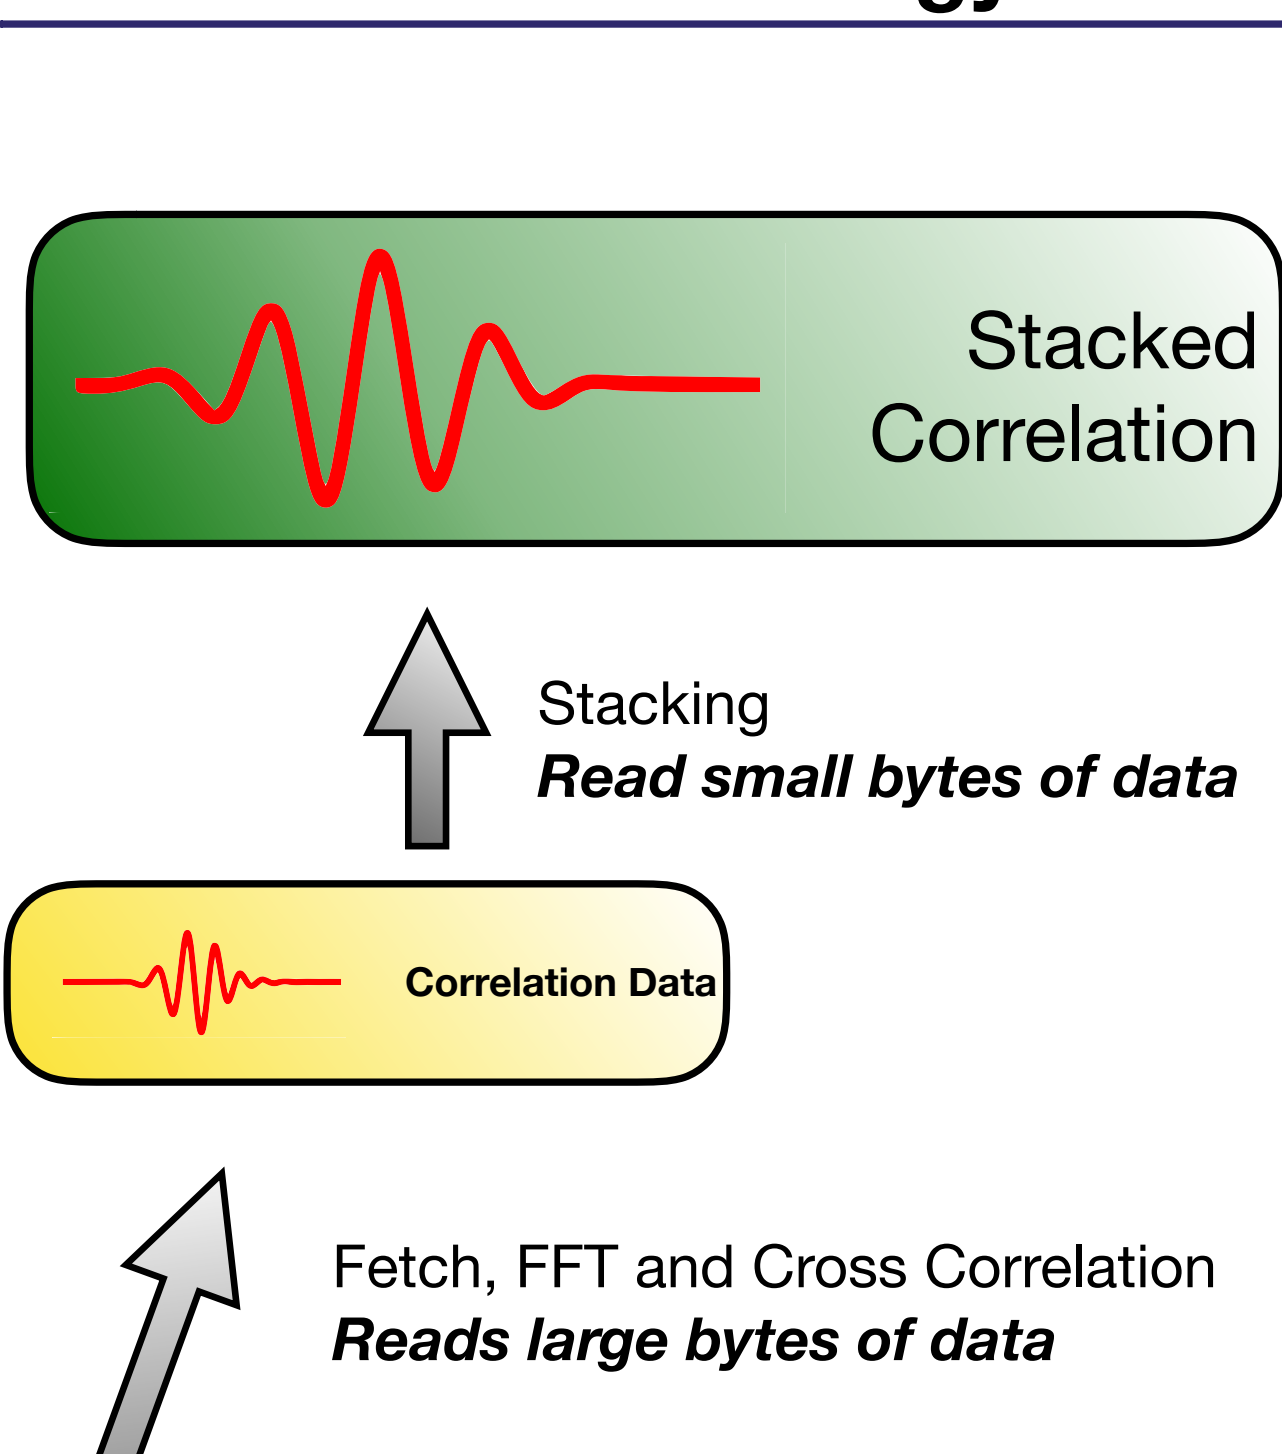 Stacked
Correlation
Stacking
Read small bytes of data
Correlation Data
Fetch, FFT and Cross Correlation
Reads large bytes of data